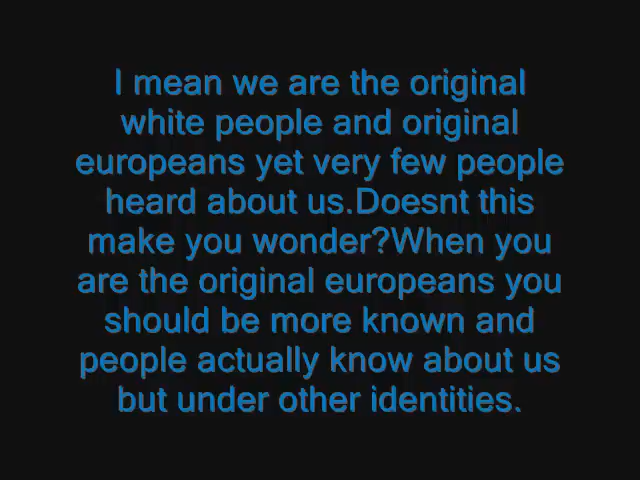 I mean we are the original
white people and original
europeans yet very few people
heard about us.Doesnt this
make you wonder?When you
are the original europeans you
should be more known and
people actually know about us
but under other identities.